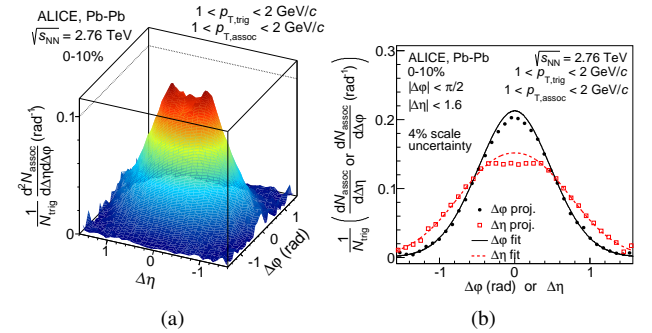 ALICE, Pb-Pb
√sNN = 2.76 TeV
0-10%
1 < pT,trig < 2 GeV/c
1 < pT,assoc < 2 GeV/c
1/Ntrig d²Nassoc/dΔηdΔφ (rad⁻¹)
0.1
0
1
0
-1
Δη
-1
0
1
Δφ (rad)
(a)
ALICE, Pb-Pb
0-10%
|Δφ| < π/2
|Δη| < 1.6
4% scale
uncertainty
√sNN = 2.76 TeV
1 < pT,trig < 2 GeV/c
1 < pT,assoc < 2 GeV/c
1/Ntrig (dNassoc/dΔη or dNassoc/dΔφ (rad⁻¹))
0.3
0.2
0.1
0
Δφ proj.
Δη proj.
Δφ fit
Δη fit
-1
0
1
Δφ (rad) or Δη
(b)